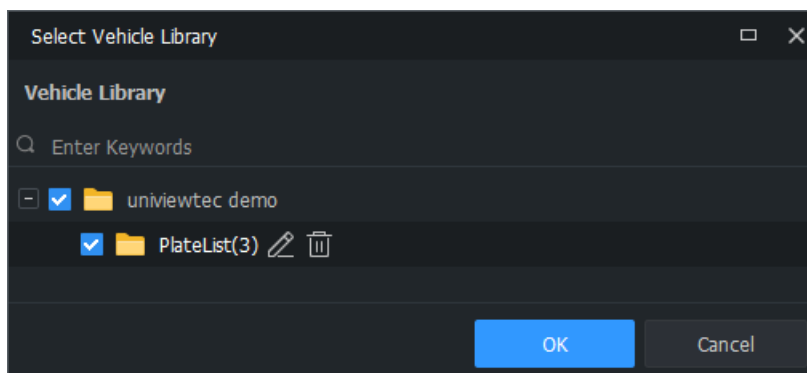 Select Vehicle Library
Vehicle Library
Enter Keywords
univiewtec demo
PlateList(3)
OK Cancel